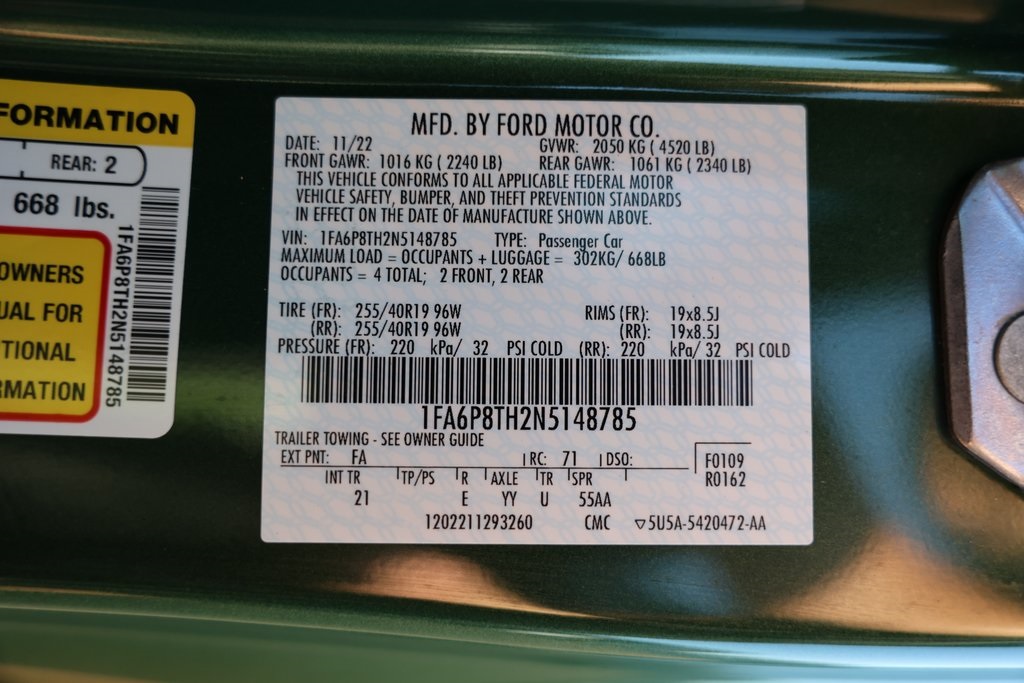 FORMATION
REAR: 2
668 lbs.
OWNERS
UAL FOR
TIONAL
RMATION
1FA6P8TH2N5148785
MFD. BY FORD MOTOR CO.
DATE: 11/22 GVWR: 2050 KG ( 4520 LB)
FRONT GAWR: 1016 KG ( 2240 LB) REAR GAWR: 1061 KG ( 2340 LB)
THIS VEHICLE CONFORMS TO ALL APPLICABLE FEDERAL MOTOR
VEHICLE SAFETY, BUMPER, AND THEFT PREVENTION STANDARDS
IN EFFECT ON THE DATE OF MANUFACTURE SHOWN ABOVE.
VIN: 1FA6P8TH2N5148785 TYPE: Passenger Car
MAXIMUM LOAD = OCCUPANTS + LUGGAGE = 302KG/ 668LB
OCCUPANTS = 4 TOTAL; 2 FRONT, 2 REAR
TIRE (FR): 255/40R19 96W RIMS (FR): 19x8.5J
(RR): 255/40R19 96W (RR): 19x8.5J
PRESSURE (FR): 220 kPa/ 32 PSI COLD (RR): 220 kPa/ 32 PSI COLD
1FA6P8TH2N5148785
TRAILER TOWING - SEE OWNER GUIDE
EXT PNT: FA RC: 71 DSO: F0109
R0162
INT TR TP/PS R AXLE TR SPR
21 E YY U 55AA
1202211293260 CMC ▽5U5A-5420472-AA